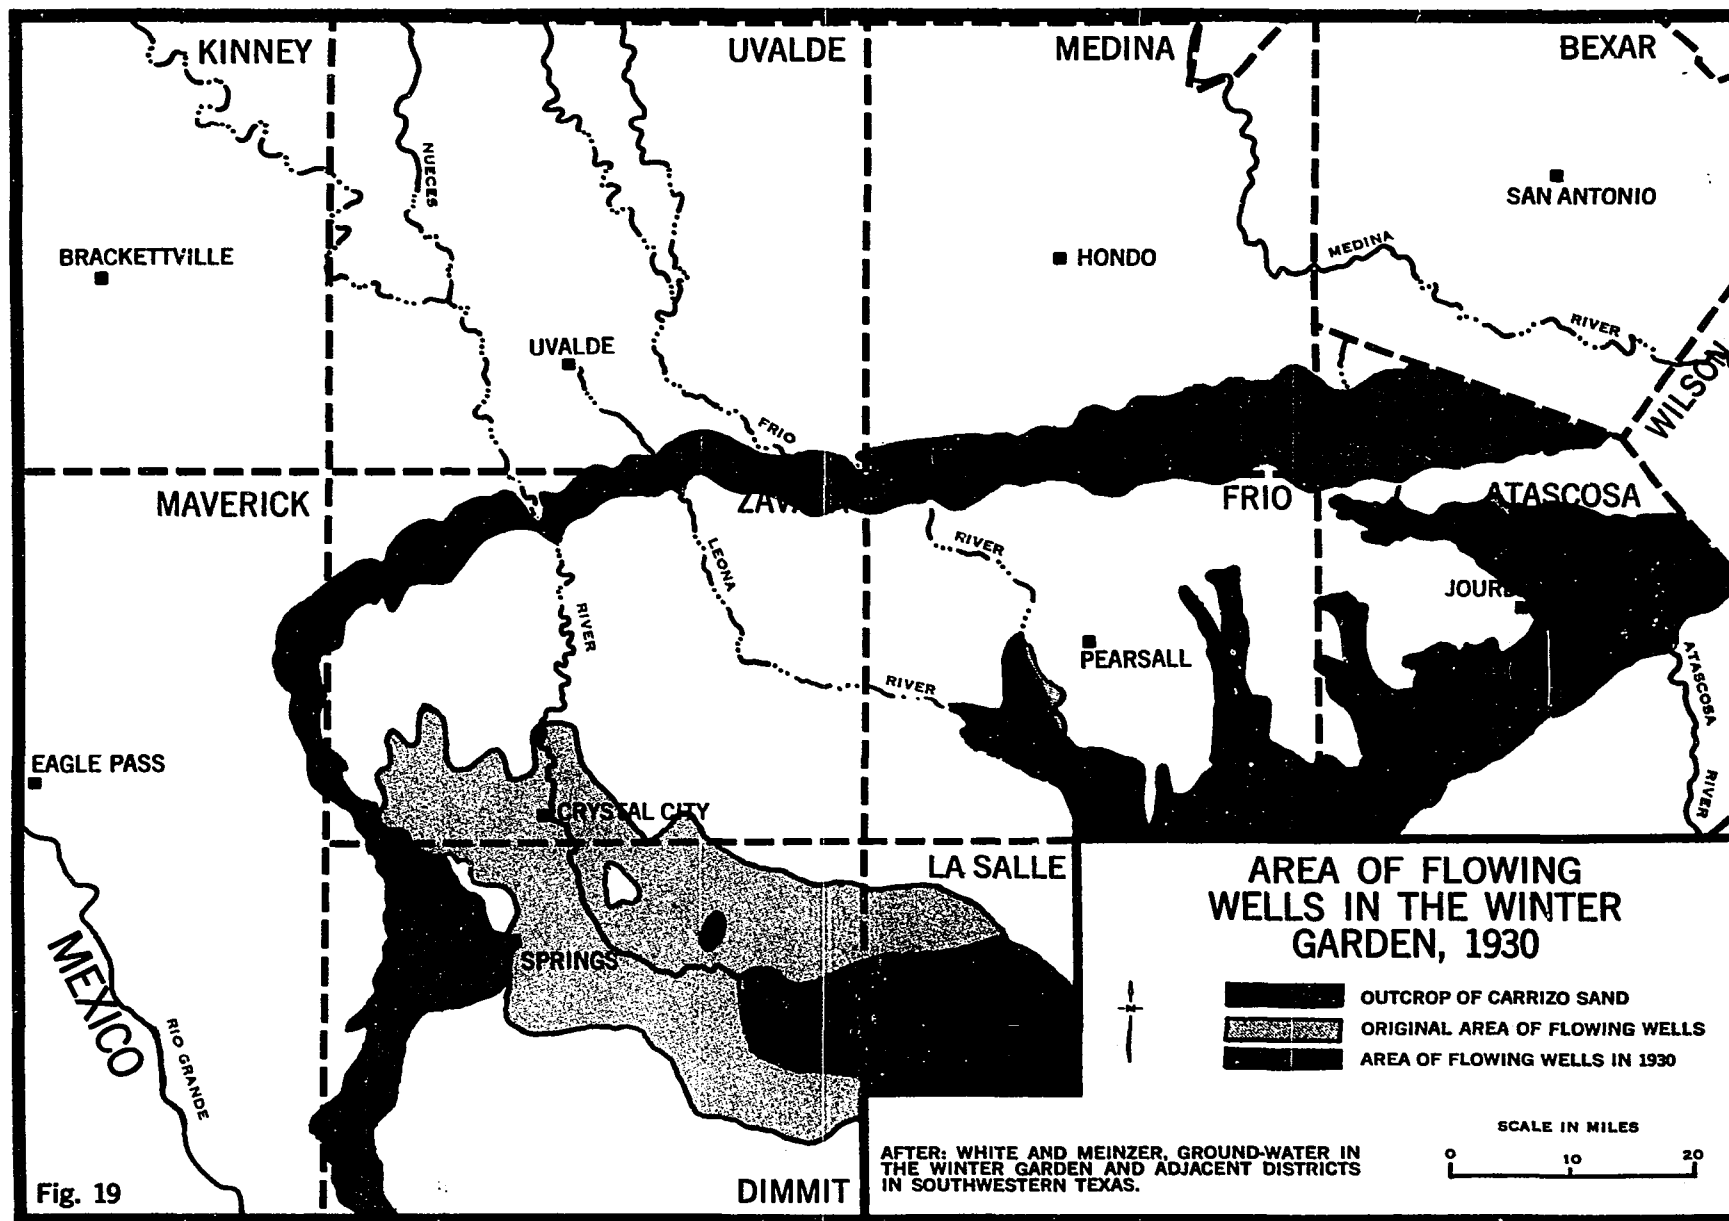 KINNEY
UVALDE
MEDINA
BEXAR
NUECES
SAN ANTONIO
BRACKETTVILLE
HONDO
MEDINA
RIVER
UVALDE
WILSON
FRIO
MAVERICK
FRIO
ATASCOSA
RIVER
LEONA
RIVER
PEARSALL
RIVER
ATASCOSA
RIVER
EAGLE PASS
CRYSTAL CITY
LA SALLE
AREA OF FLOWING
WELLS IN THE WINTER
GARDEN, 1930
SPRINGS
MEXICO
N
OUTCROP OF CARRIZO SAND
ORIGINAL AREA OF FLOWING WELLS
AREA OF FLOWING WELLS IN 1930
RIO GRANDE
SCALE IN MILES
0 10 20
AFTER: WHITE AND MEINZER, GROUND-WATER IN
THE WINTER GARDEN AND ADJACENT DISTRICTS
IN SOUTHWESTERN TEXAS.
DIMMIT
Fig. 19